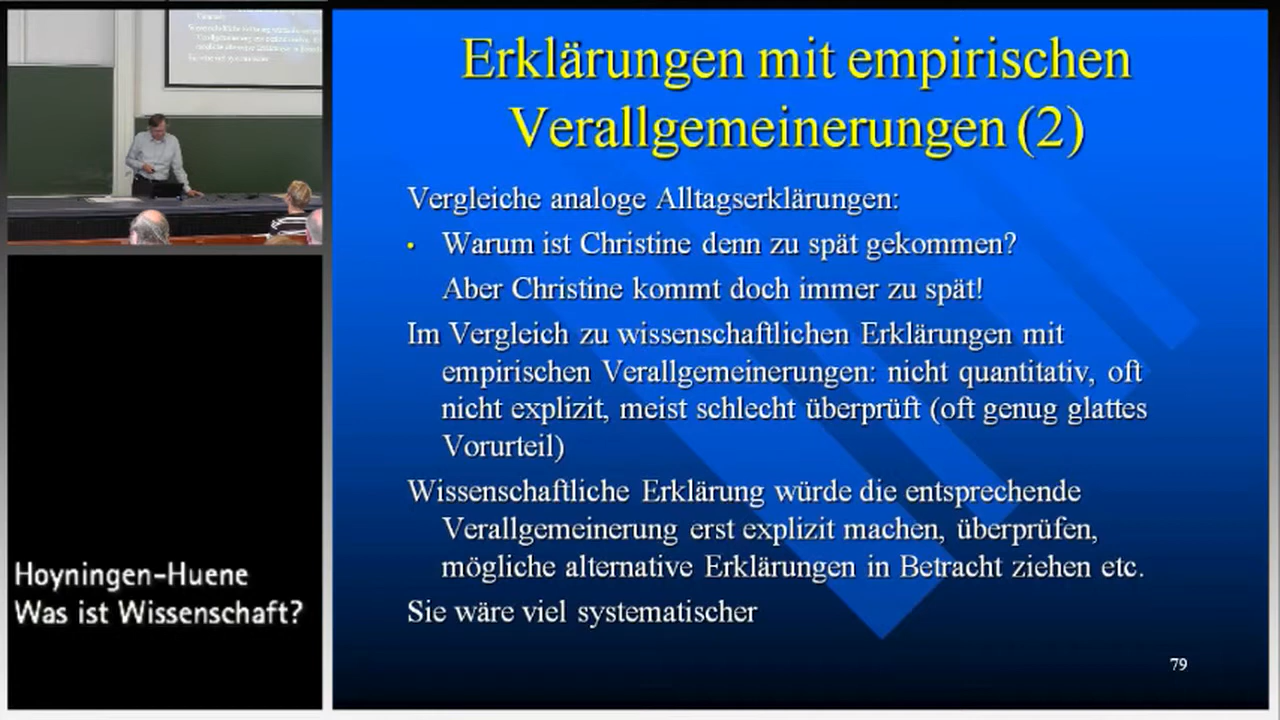 Erklärungen mit empirischen
Verallgemeinerungen (2)
Vergleiche analoge Alltagserklärungen:
• Warum ist Christine denn zu spät gekommen?
Aber Christine kommt doch immer zu spät!
Im Vergleich zu wissenschaftlichen Erklärungen mit
empirischen Verallgemeinerungen: nicht quantitativ, oft
nicht explizit, meist schlecht überprüft (oft genug glattes
Vorurteil)
Wissenschaftliche Erklärung würde die entsprechende
Verallgemeinerung erst explizit machen, überprüfen,
mögliche alternative Erklärungen in Betracht ziehen etc.
Sie wäre viel systematischer
79
Hoyningen-Huene
Was ist Wissenschaft?